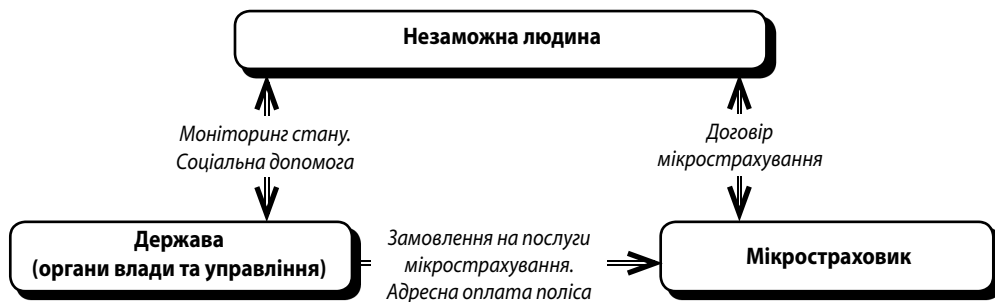 Незаможна людина
Моніторинг стану.
Соціальна допомога
Договір
мікрострахування
Держава
(органи влади та управління)
Замовлення на послуги
мікрострахування.
Адресна оплата поліса
Мікростраховик